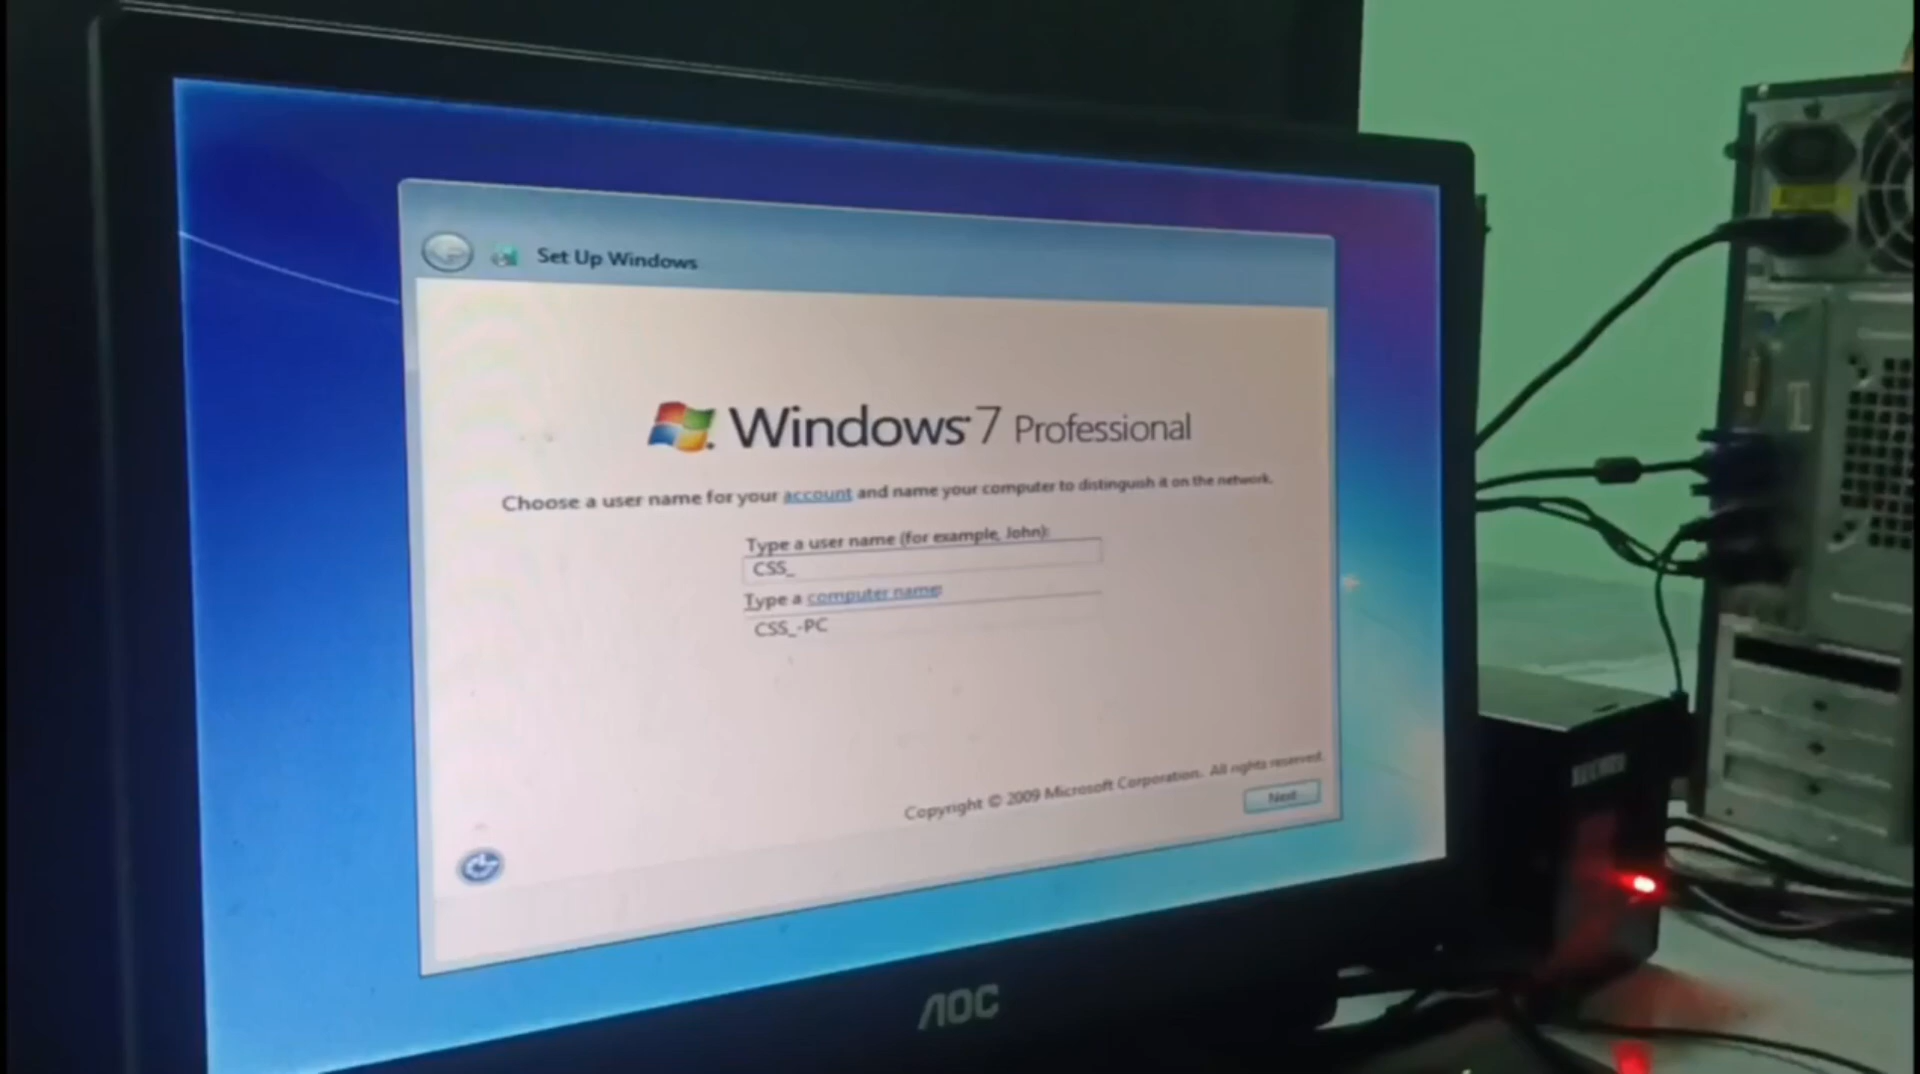 Set Up Windows
Windows 7 Professional
Choose a user name for your account and name your computer to distinguish it on the network.
Type a user name (for example, John):
CSS_
Type a computer name:
CSS_-PC
Copyright © 2009 Microsoft Corporation. All rights reserved.
Next
AOC